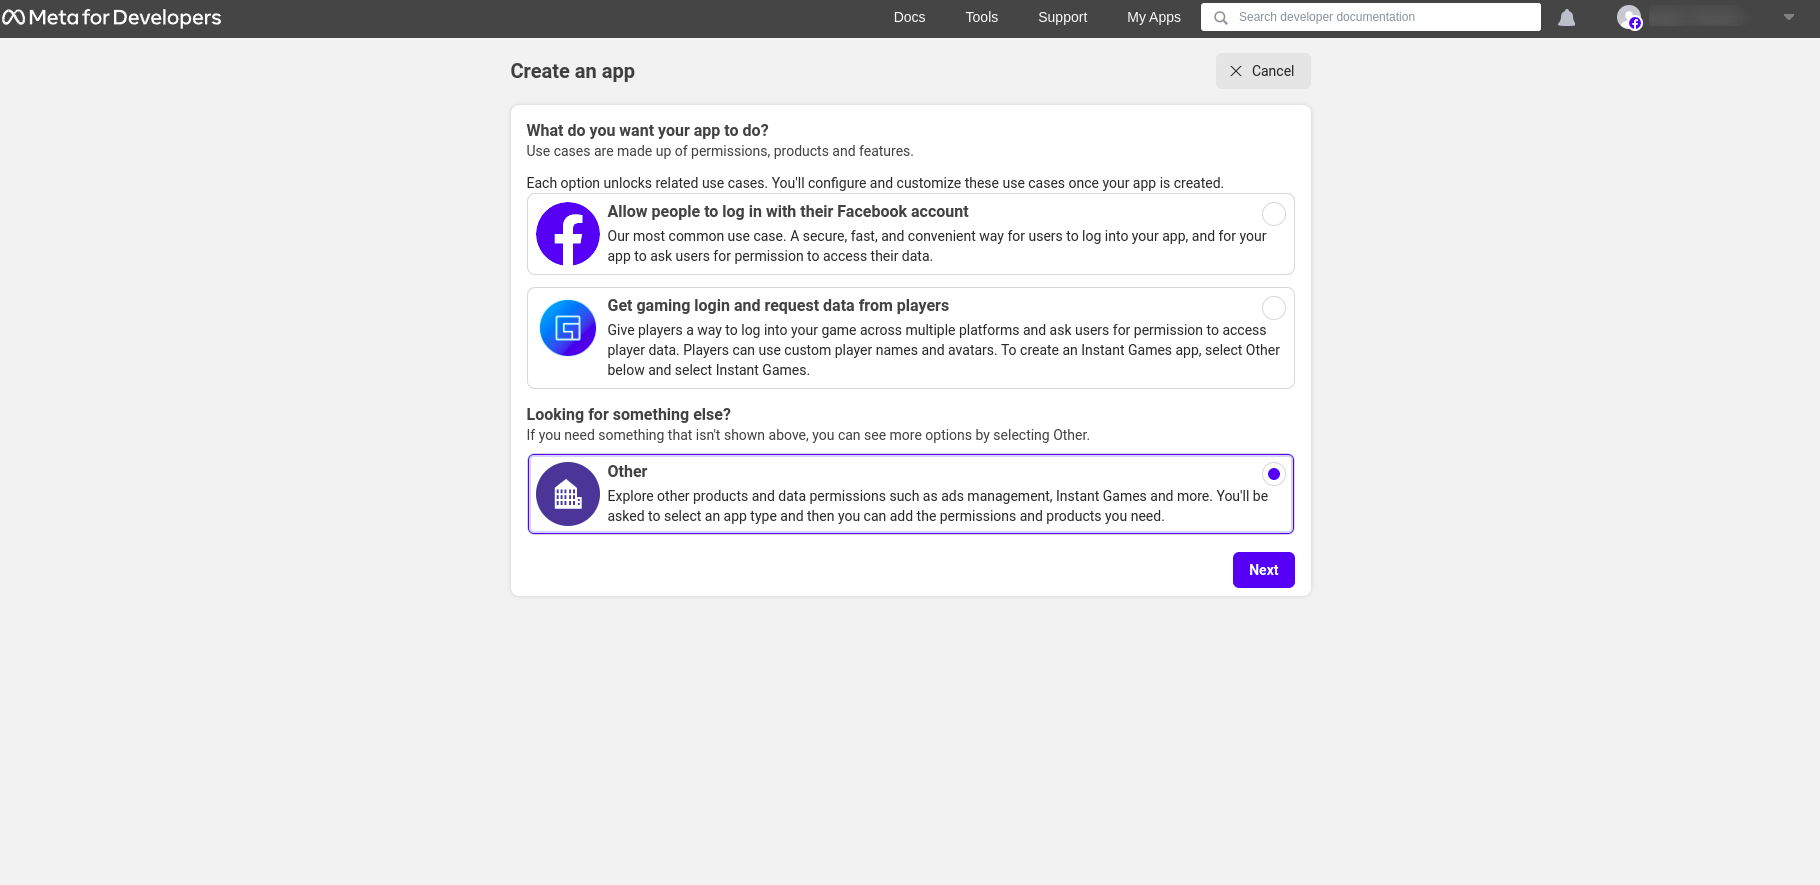 Meta for Developers
Docs
Tools
Support
My Apps
Search developer documentation
Create an app
Cancel
What do you want your app to do?
Use cases are made up of permissions, products and features.
Each option unlocks related use cases. You'll configure and customize these use cases once your app is created.
Allow people to log in with their Facebook account
Our most common use case. A secure, fast, and convenient way for users to log into your app, and for your
app to ask users for permission to access their data.
Get gaming login and request data from players
Give players a way to log into your game across multiple platforms and ask users for permission to access
player data. Players can use custom player names and avatars. To create an Instant Games app, select Other
below and select Instant Games.
Looking for something else?
If you need something that isn't shown above, you can see more options by selecting Other.
Other
Explore other products and data permissions such as ads management, Instant Games and more. You'll be
asked to select an app type and then you can add the permissions and products you need.
Next